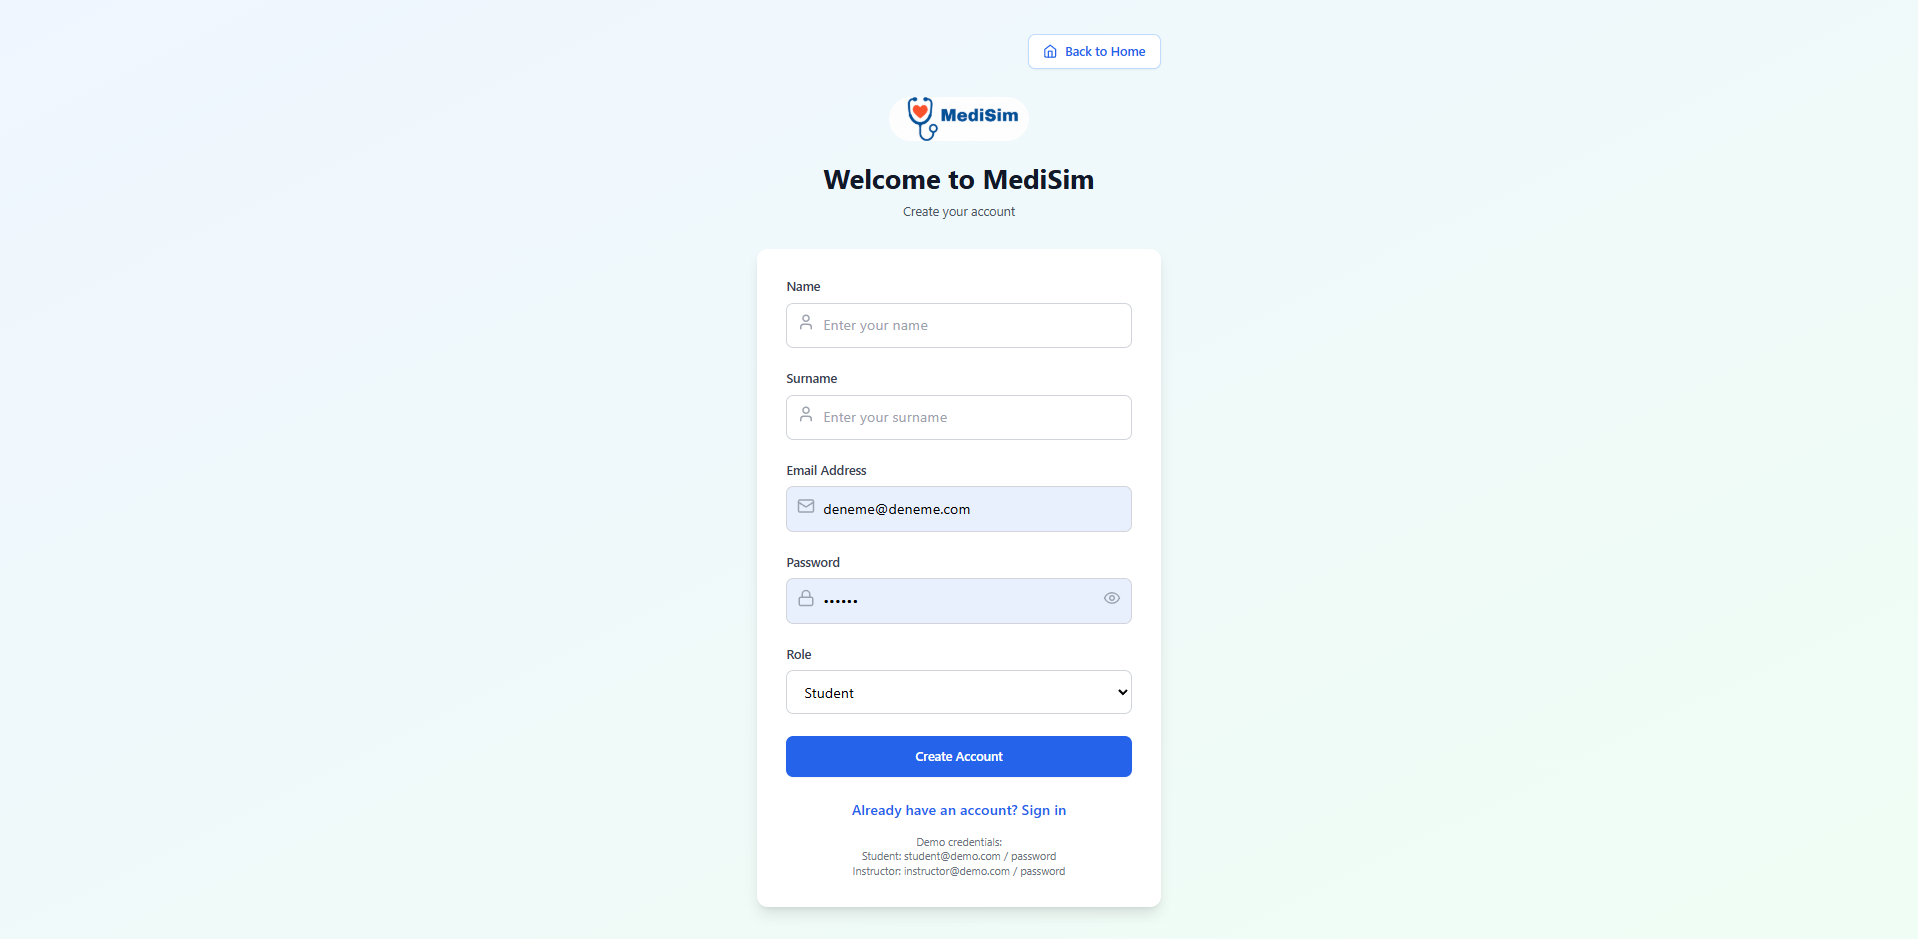 Back to Home
MediSim
Welcome to MediSim
Create your account
Name
Enter your name
Surname
Enter your surname
Email Address
deneme@deneme.com
Password
••••••
Role
Student
Create Account
Already have an account? Sign in
Demo credentials:
Student: student@demo.com / password
Instructor: instructor@demo.com / password